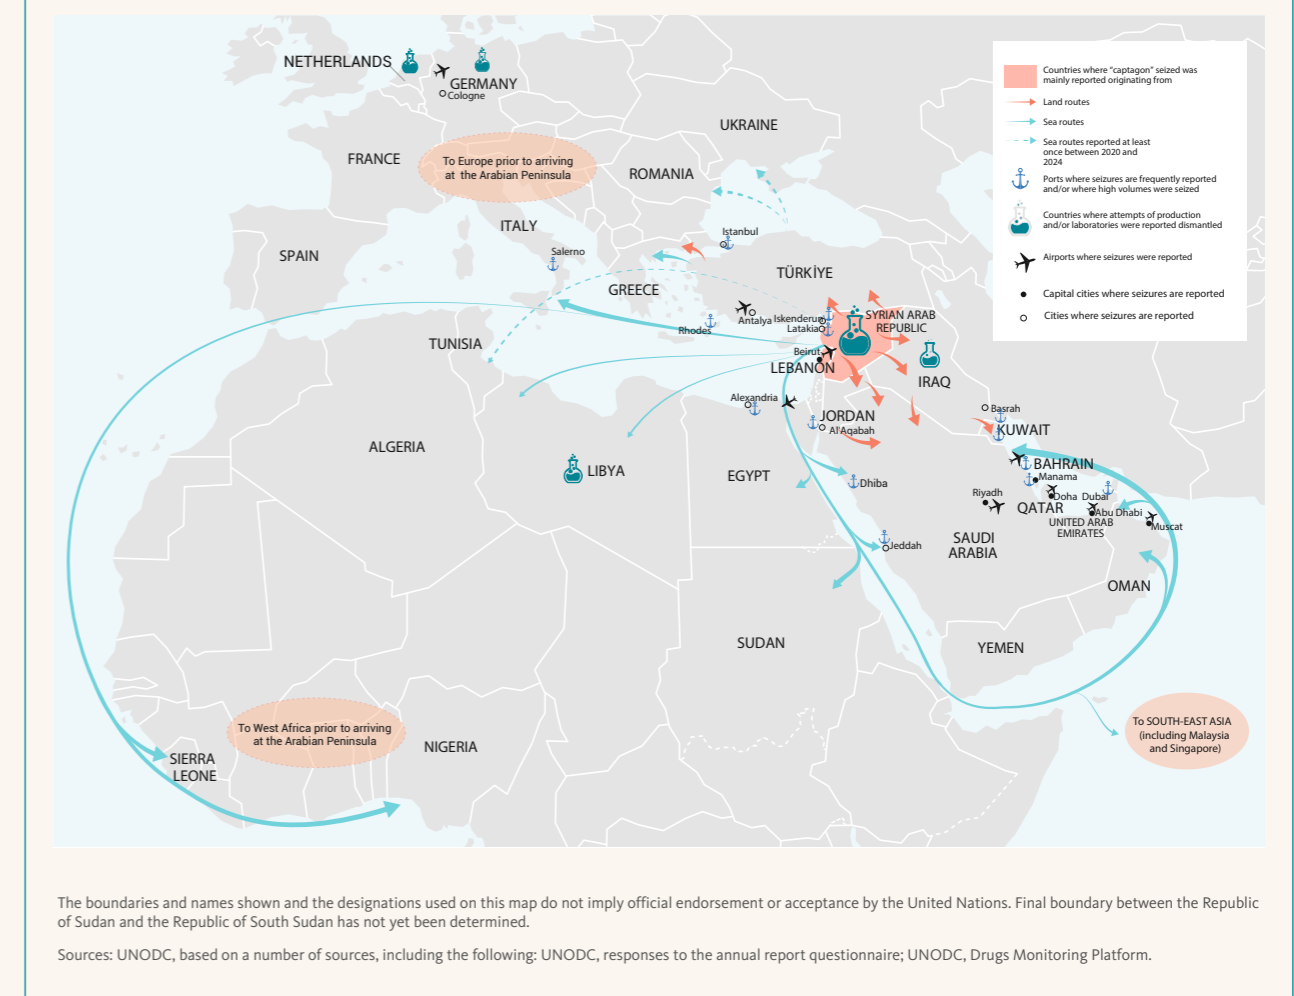 NETHERLANDS
GERMANY
Cologne
UKRAINE
FRANCE
To Europe prior to arriving
at the Arabian Peninsula
ROMANIA
ITALY
SPAIN
Salerno
Istanbul
TÜRKİYE
GREECE
Antalya
Rhodes
Iskenderun
Latakia
SYRIAN ARAB
REPUBLIC
TUNISIA
Beirut
LEBANON
IRAQ
Alexandria
JORDAN
Al'Aqabah
Basrah
KUWAIT
ALGERIA
LIBYA
EGYPT
Dhiba
BAHRAIN
Manama
Riyadh
QATAR
Doha
Dubai
Abu Dhabi
UNITED ARAB
EMIRATES
Muscat
SAUDI
ARABIA
Jeddah
OMAN
SUDAN
YEMEN
To West Africa prior to arriving
at the Arabian Peninsula
NIGERIA
SIERRA
LEONE
To SOUTH-EAST ASIA
(including Malaysia
and Singapore)
Countries where "captagon" seized was
mainly reported originating from
Land routes
Sea routes
Sea routes reported at least
once between 2020 and
2024
Ports where seizures are frequently reported
and/or where high volumes were seized
Countries where attempts of production
and/or laboratories were reported dismantled
Airports where seizures were reported
Capital cities where seizures are reported
Cities where seizures are reported
The boundaries and names shown and the designations used on this map do not imply official endorsement or acceptance by the United Nations. Final boundary between the Republic
of Sudan and the Republic of South Sudan has not yet been determined.
Sources: UNODC, based on a number of sources, including the following: UNODC, responses to the annual report questionnaire; UNODC, Drugs Monitoring Platform.